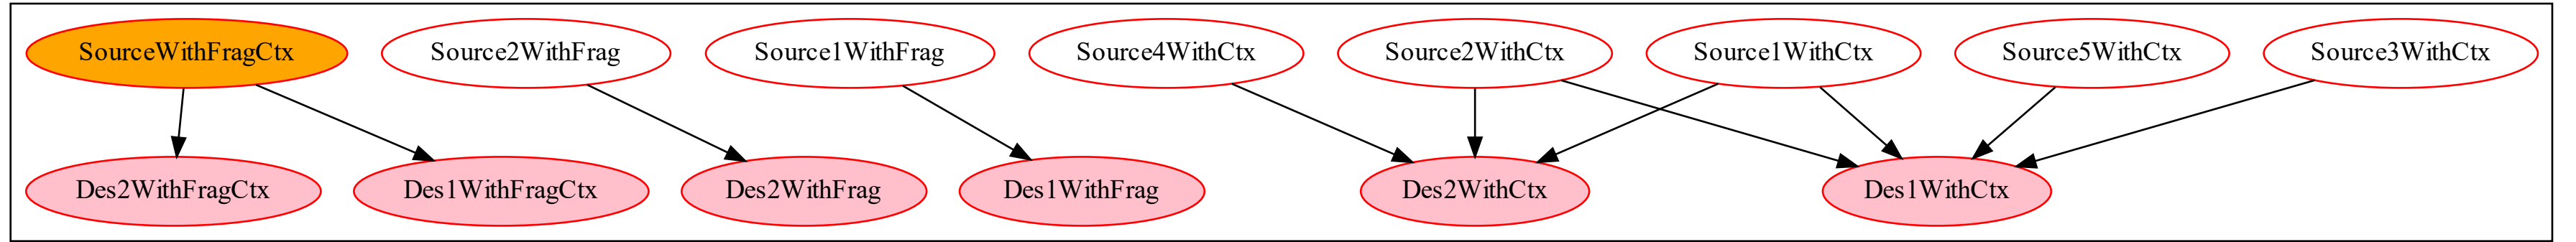 SourceWithFragCtx
Source2WithFrag
Source1WithFrag
Source4WithCtx
Source2WithCtx
Source1WithCtx
Source5WithCtx
Source3WithCtx
Des2WithFragCtx
Des1WithFragCtx
Des2WithFrag
Des1WithFrag
Des2WithCtx
Des1WithCtx